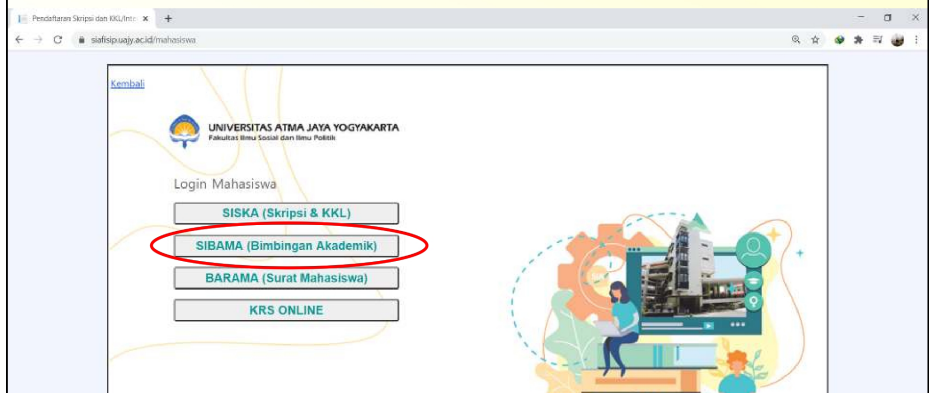 Pendaftaran Skripsi dan KKL/Inte
siafisip.uajy.ac.id/mahasiswa
Kembali
UNIVERSITAS ATMA JAYA YOGYAKARTA
Fakultas Ilmu Sosial dan Ilmu Politik
Login Mahasiswa
SISKA (Skripsi & KKL)
SIBAMA (Bimbingan Akademik)
BARAMA (Surat Mahasiswa)
KRS ONLINE